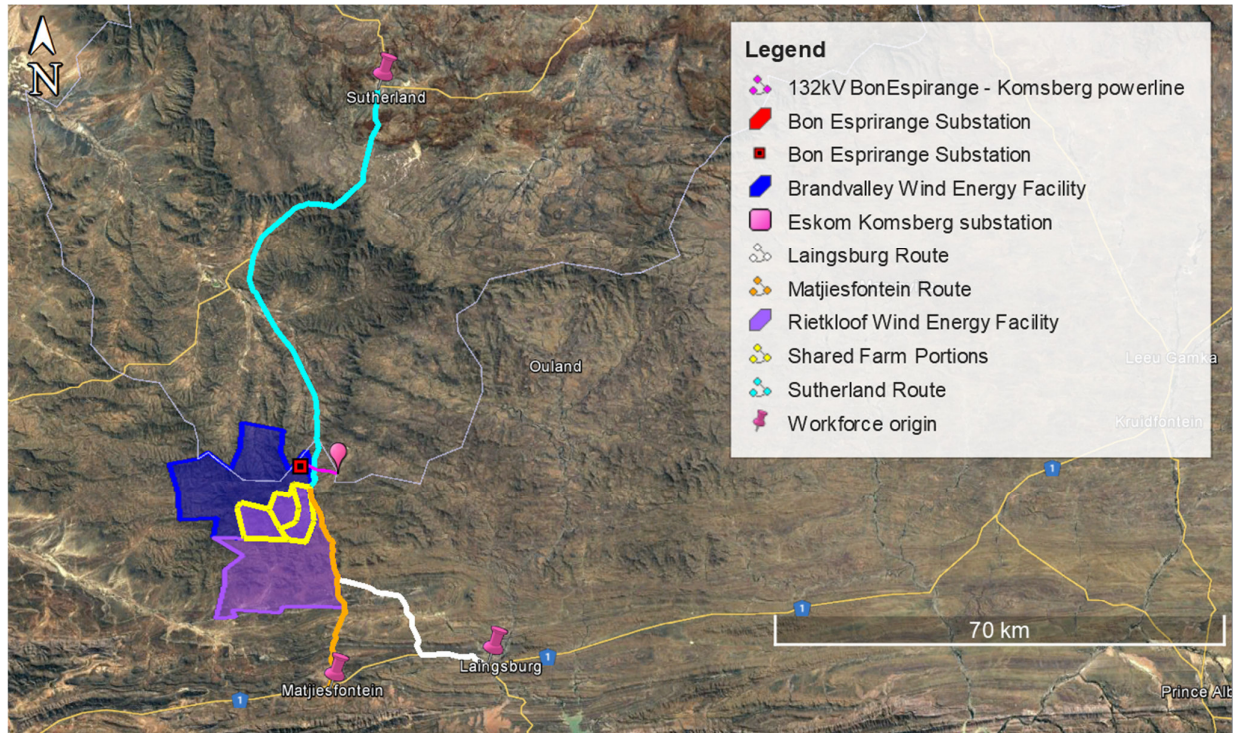 N
Sutherland
Legend
132kV BonEspirange - Komsberg powerline
Bon Esprirange Substation
Bon Esprirange Substation
Brandvalley Wind Energy Facility
Eskom Komsberg substation
Laingsburg Route
Matjiesfontein Route
Rietkloof Wind Energy Facility
Shared Farm Portions
Sutherland Route
Workforce origin
Leeu Gamka
Ouland
Kruidfontein
1
1
70 km
Laingsburg
1
Matjiesfontein
1
Prince Alb